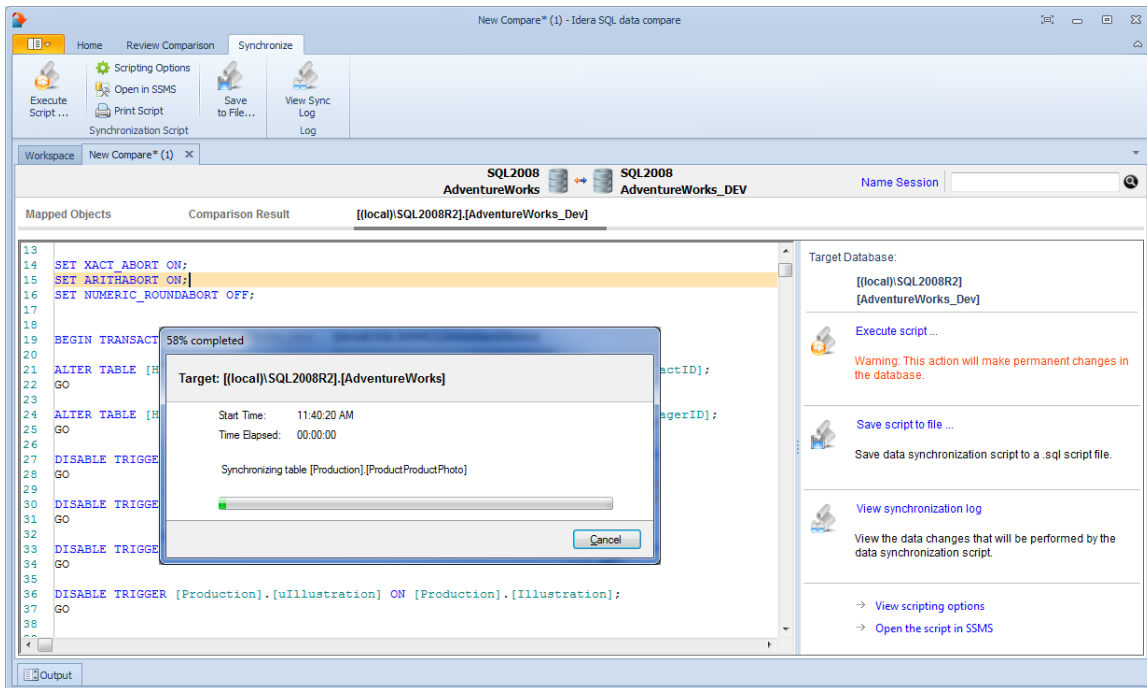 New Compare* (1) - Idera SQL data compare
Home Review Comparison Synchronize
Execute Script ...
Scripting Options
Open in SSMS
Print Script
Save to File...
View Sync Log
Synchronization Script
Log
Workspace New Compare* (1)
SQL2008 SQL2008
AdventureWorks AdventureWorks_DEV
Name Session
Mapped Objects Comparison Result [(local)\SQL2008R2].[AdventureWorks_Dev]
13
14 SET XACT_ABORT ON;
15 SET ARITHABORT ON;
16 SET NUMERIC_ROUNDABORT OFF;
17
18
19 BEGIN TRANSACT
20
21 ALTER TABLE [H actID];
22 GO
23
24 ALTER TABLE [H agerID];
25 GO
26
27 DISABLE TRIGGE
28 GO
29
30 DISABLE TRIGGE
31 GO
32
33 DISABLE TRIGGE
34 GO
35
36 DISABLE TRIGGER [Production].[uIllustration] ON [Production].[Illustration];
37 GO
38
58% completed
Target: [(local)\SQL2008R2].[AdventureWorks]
Start Time: 11:40:20 AM
Time Elapsed: 00:00:00
Synchronizing table [Production].[ProductProductPhoto]
Cancel
Target Database:
[(local)\SQL2008R2]
[AdventureWorks_Dev]
Execute script ...
Warning: This action will make permanent changes in
the database.
Save script to file ...
Save data synchronization script to a .sql script file.
View synchronization log
View the data changes that will be performed by the
data synchronization script.
View scripting options
Open the script in SSMS
Output